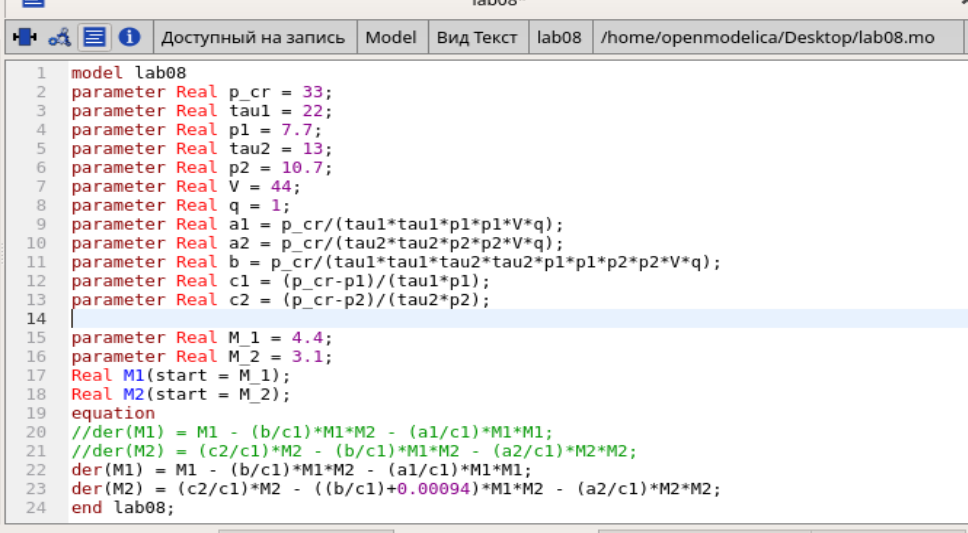 lab08*
Доступный на запись Model Вид Текст lab08 /home/openmodelica/Desktop/lab08.mo
1 model lab08
2 parameter Real p_cr = 33;
3 parameter Real tau1 = 22;
4 parameter Real p1 = 7.7;
5 parameter Real tau2 = 13;
6 parameter Real p2 = 10.7;
7 parameter Real V = 44;
8 parameter Real q = 1;
9 parameter Real a1 = p_cr/(tau1*tau1*p1*p1*V*q);
10 parameter Real a2 = p_cr/(tau2*tau2*p2*p2*V*q);
11 parameter Real b = p_cr/(tau1*tau1*tau2*tau2*p1*p1*p2*p2*V*q);
12 parameter Real c1 = (p_cr-p1)/(tau1*p1);
13 parameter Real c2 = (p_cr-p2)/(tau2*p2);
14
15 parameter Real M_1 = 4.4;
16 parameter Real M_2 = 3.1;
17 Real M1(start = M_1);
18 Real M2(start = M_2);
19 equation
20 //der(M1) = M1 - (b/c1)*M1*M2 - (a1/c1)*M1*M1;
21 //der(M2) = (c2/c1)*M2 - (b/c1)*M1*M2 - (a2/c1)*M2*M2;
22 der(M1) = M1 - (b/c1)*M1*M2 - (a1/c1)*M1*M1;
23 der(M2) = (c2/c1)*M2 - ((b/c1)+0.00094)*M1*M2 - (a2/c1)*M2*M2;
24 end lab08;